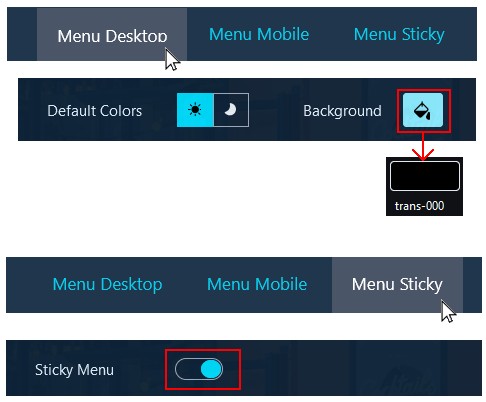 Menu Desktop Menu Mobile Menu Sticky
Default Colors Background
trans-000
Menu Desktop Menu Mobile Menu Sticky
Sticky Menu